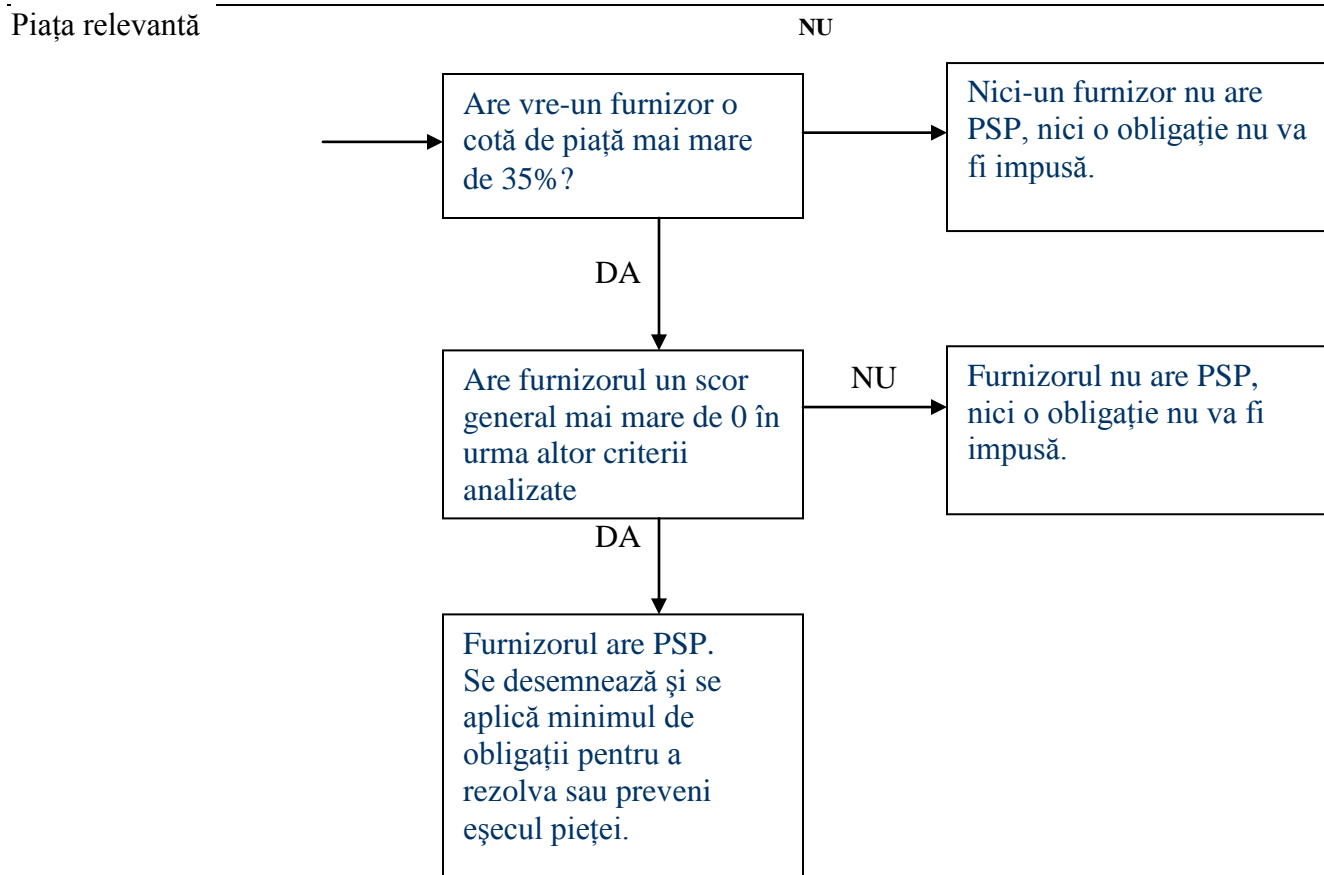 Piața relevantă
NU
Are vre-un furnizor o
cotă de piață mai mare
de 35%?
Nici-un furnizor nu are
PSP, nici o obligație nu va
fi impusă.
DA
Are furnizorul un scor
general mai mare de 0 în
urma altor criterii
analizate
NU
Furnizorul nu are PSP,
nici o obligație nu va fi
impusă.
DA
Furnizorul are PSP.
Se desemnează şi se
aplică minimul de
obligații pentru a
rezolva sau preveni
eşecul pieței.